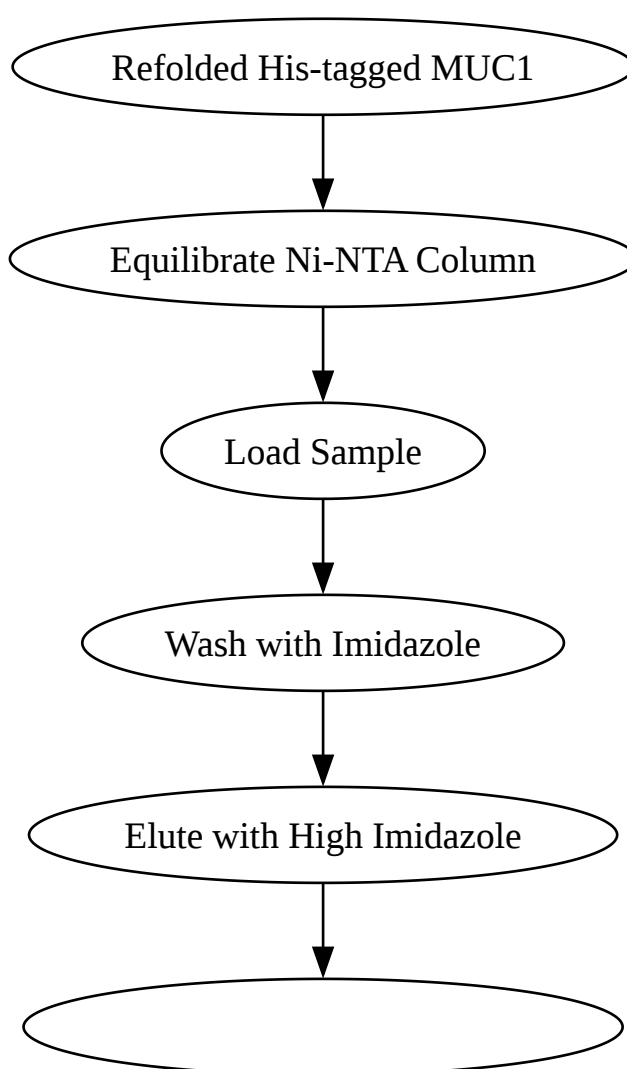 Refolded His-tagged MUC1
Equilibrate Ni-NTA Column
Load Sample
Wash with Imidazole
Elute with High Imidazole